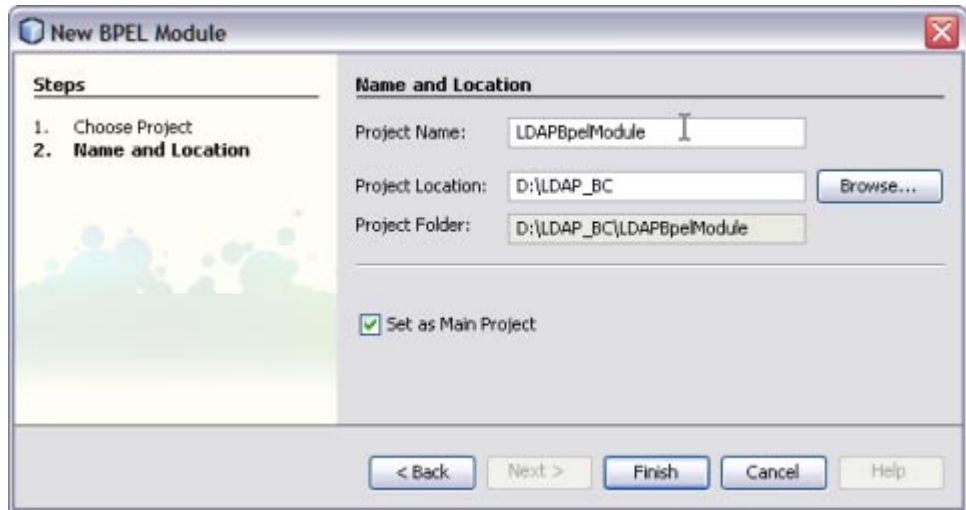 New BPEL Module
Steps
1. Choose Project
2. Name and Location
Name and Location
Project Name: LDAPBpelModule
Project Location: D:\LDAP_BC Browse...
Project Folder: D:\LDAP_BC\LDAPBpelModule
Set as Main Project
< Back Next > Finish Cancel Help